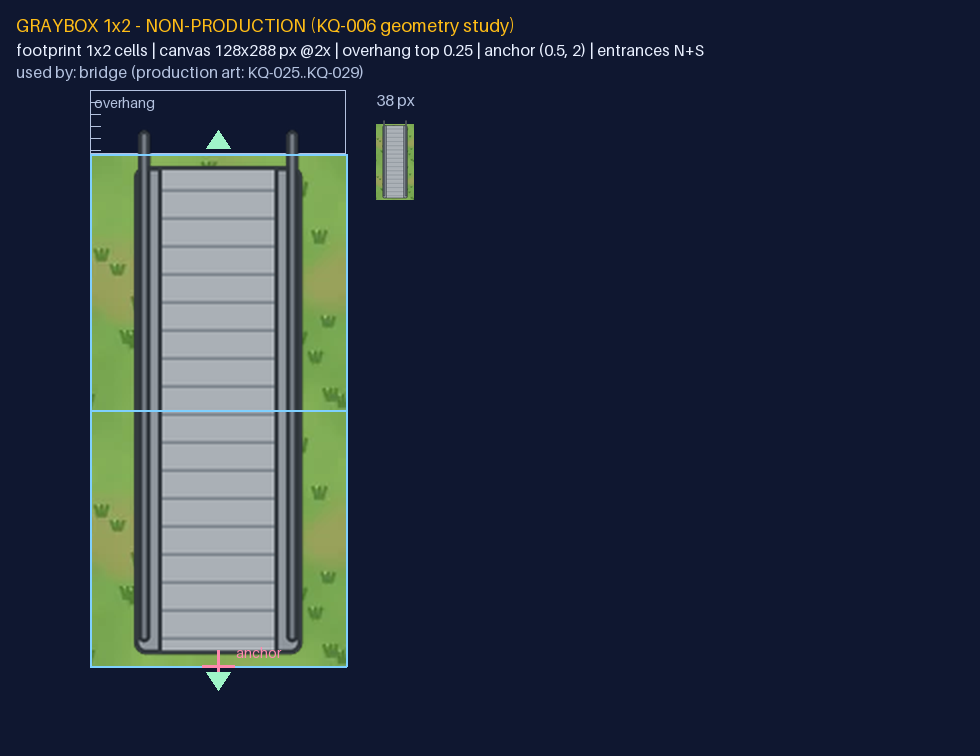 GRAYBOX 1x2 - NON-PRODUCTION (KQ-006 geometry study)
footprint 1x2 cells | canvas 128x288 px @2x | overhang top 0.25 | anchor (0.5, 2) | entrances N+S
used by: bridge (production art: KQ-025..KQ-029)
overhang
38 px
anchor